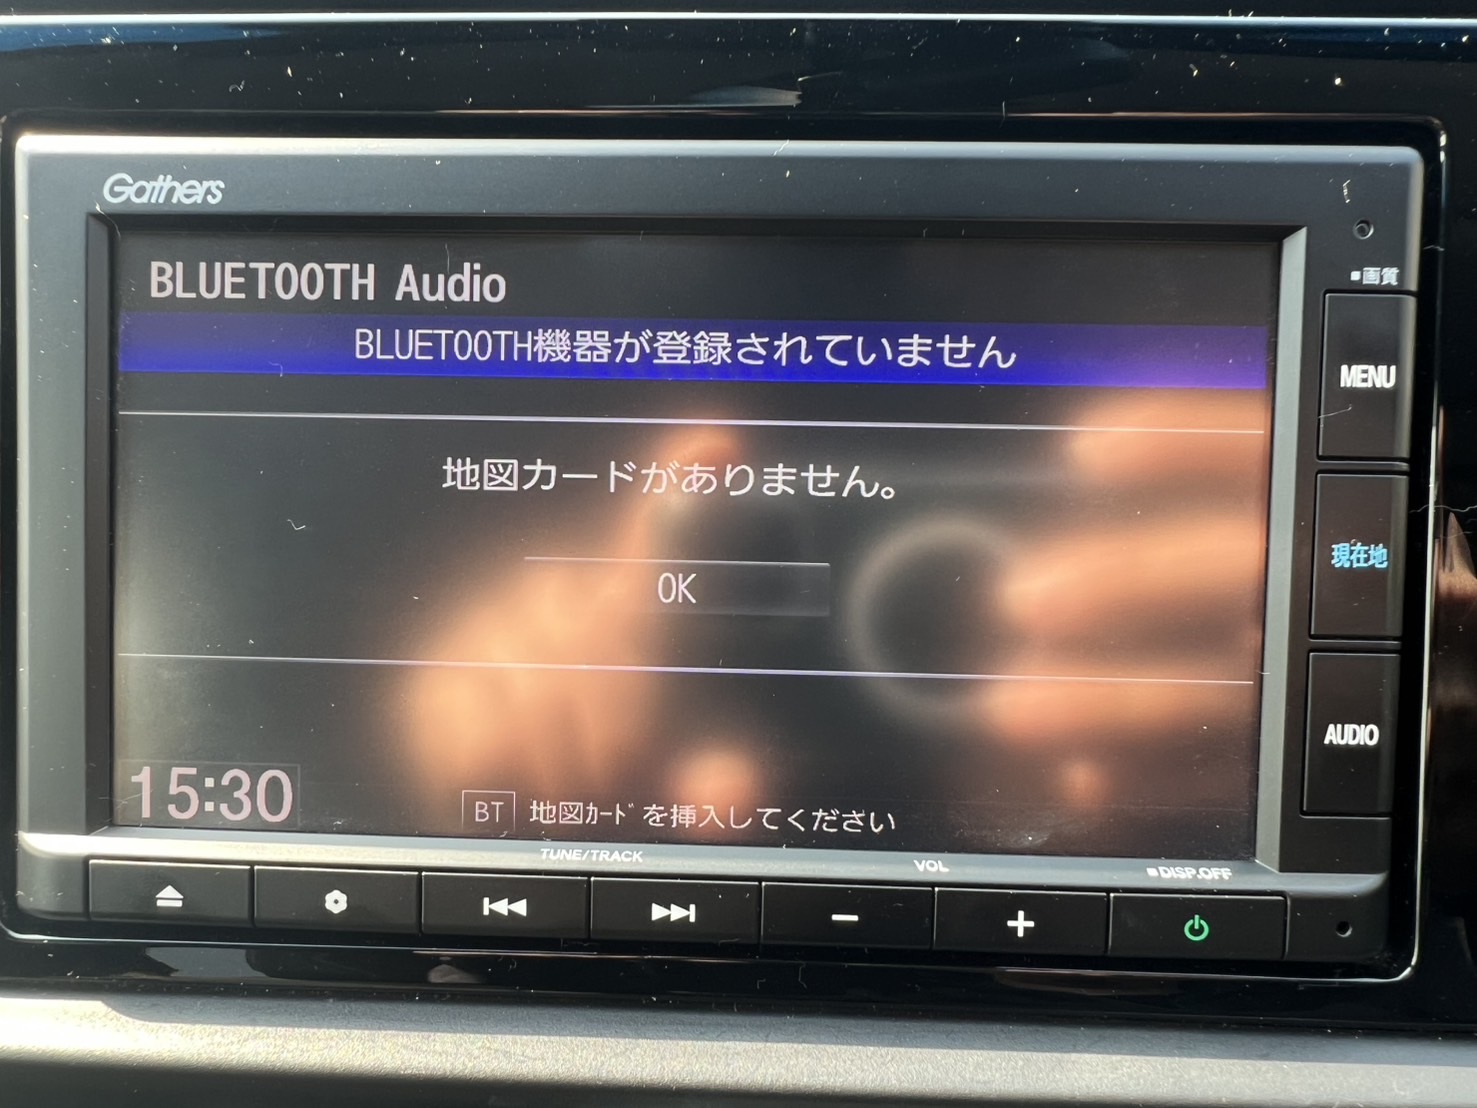 Gathers
BLUETOOTH Audio
■画質
BLUETOOTH機器が登録されていません
MENU
地図カードがありません。
現在地
OK
AUDIO
15:30
BT 地図ｶｰﾄﾞを挿入してください
TUNE/TRACK
VOL
■DISP.OFF